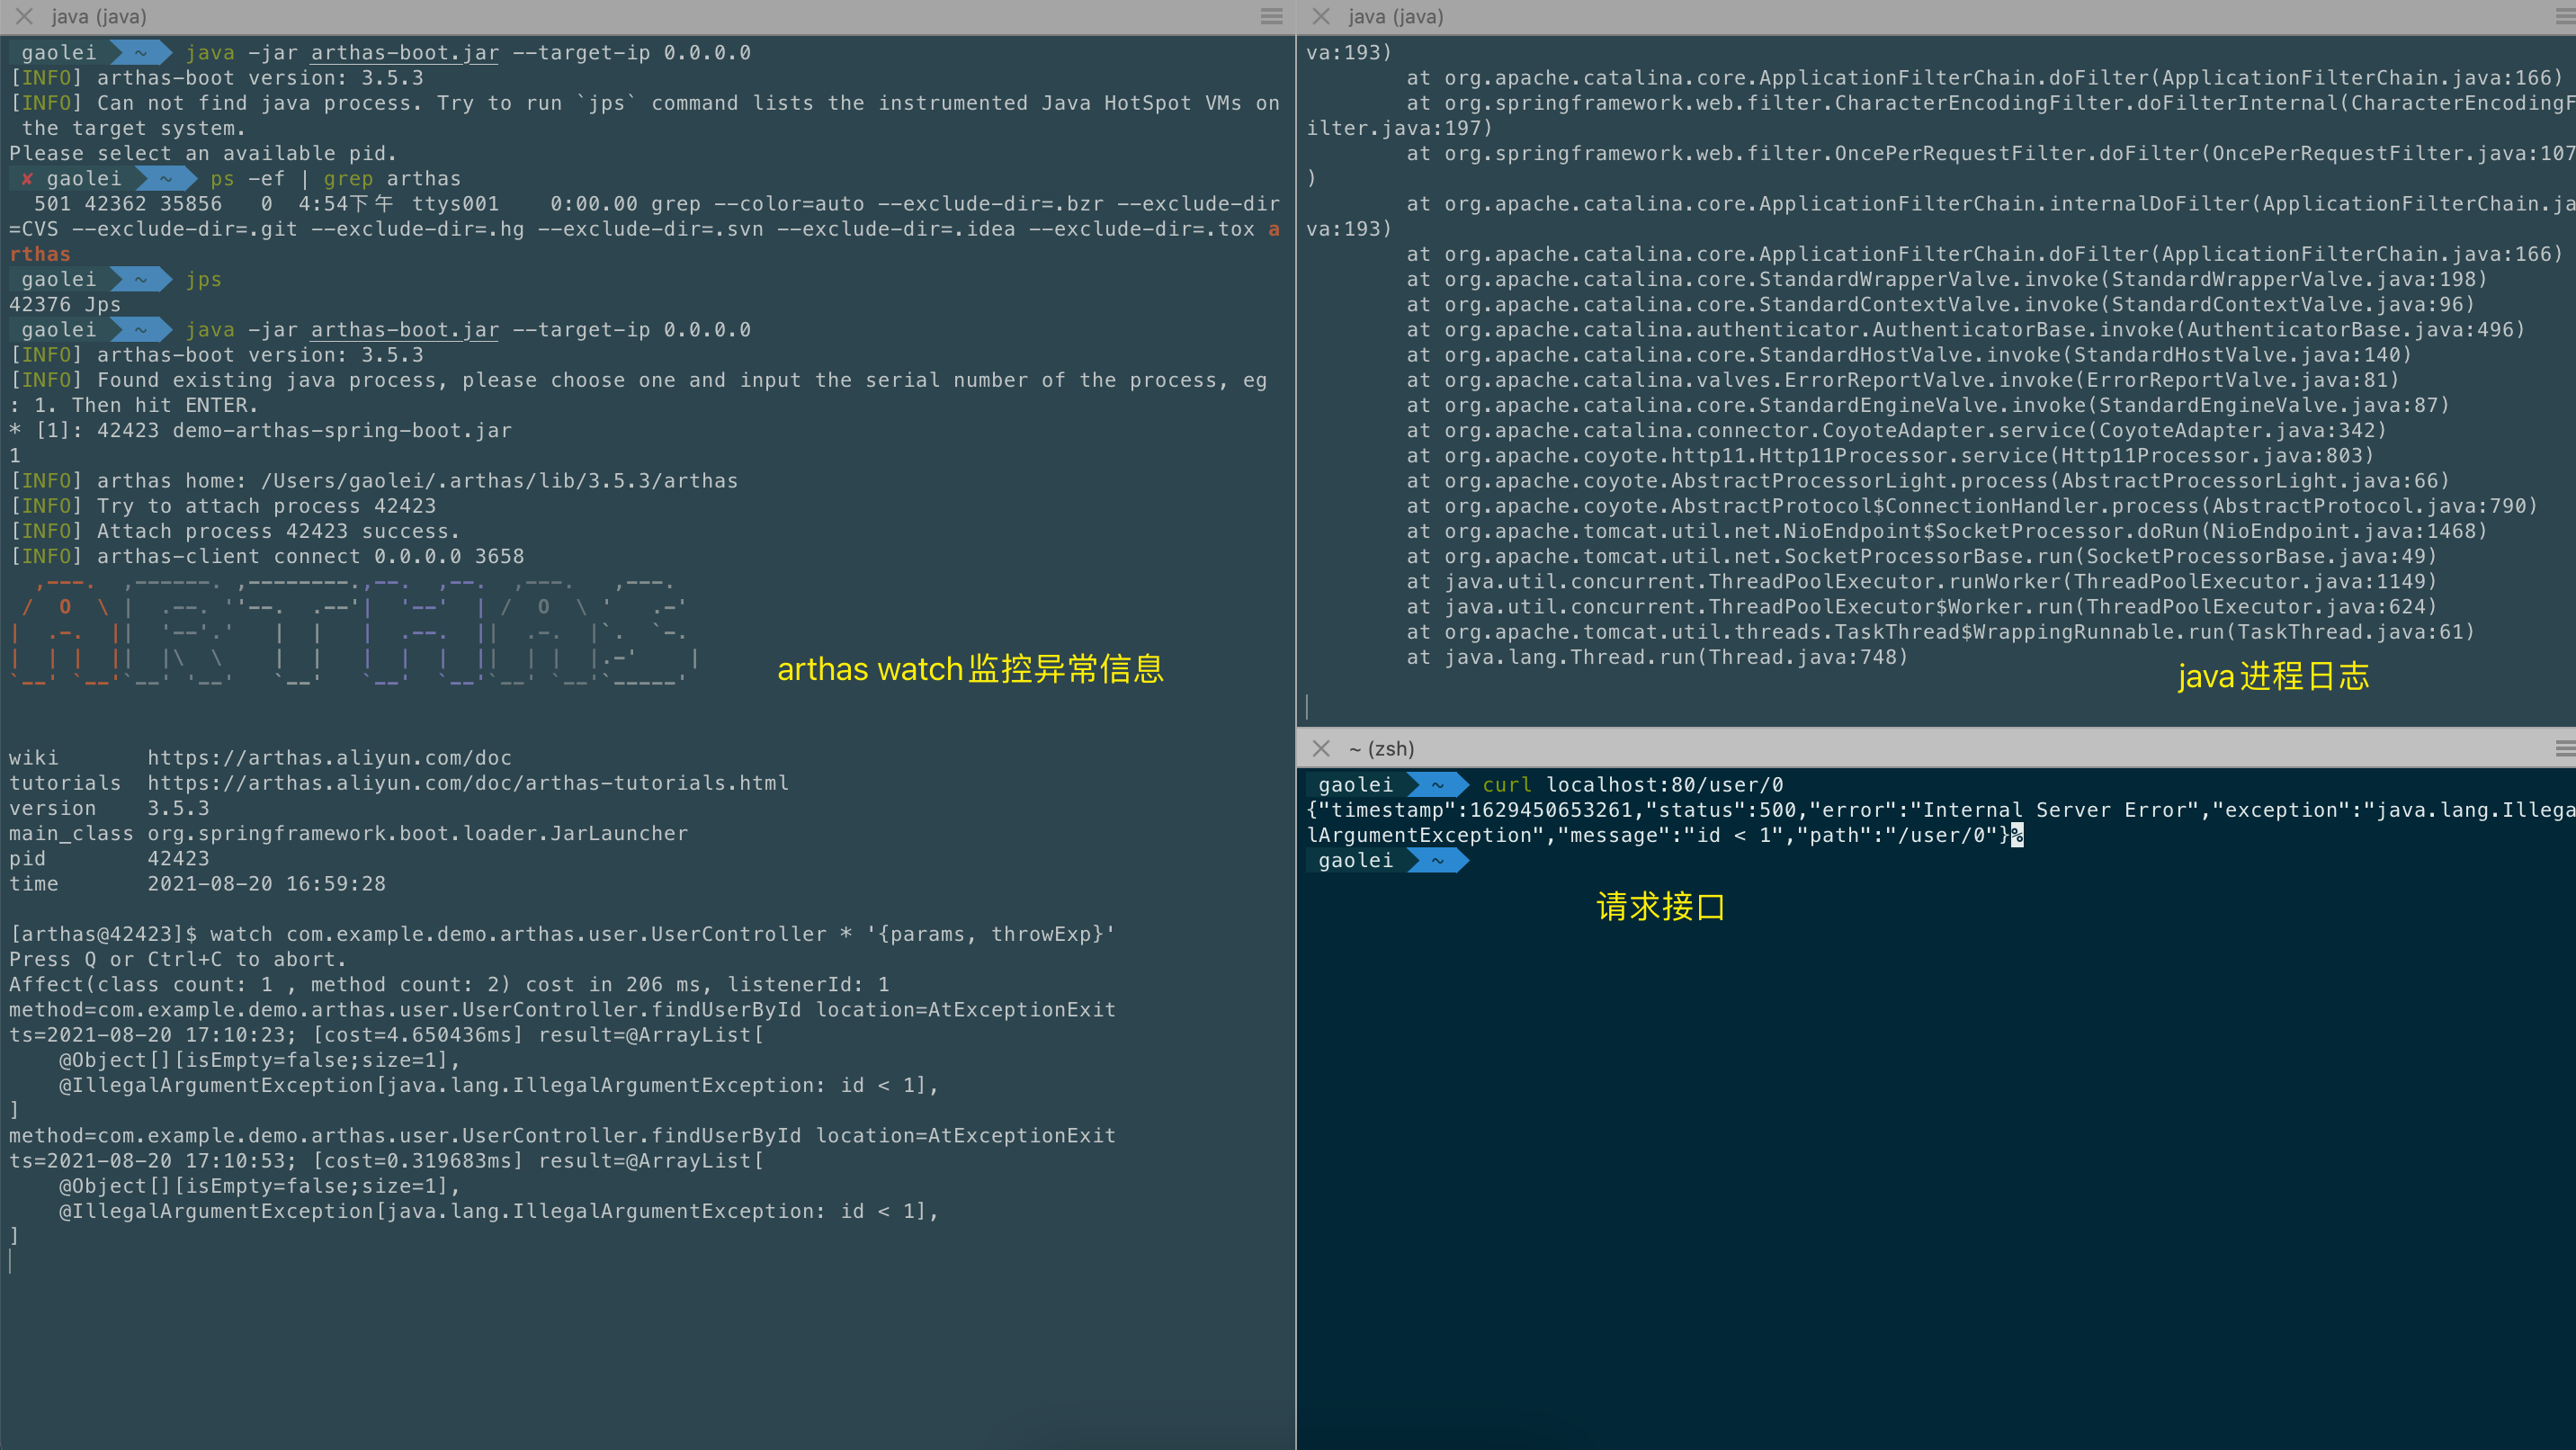 java (java)
gaolei ~ java -jar arthas-boot.jar --target-ip 0.0.0.0
[INFO] arthas-boot version: 3.5.3
[INFO] Can not find java process. Try to run `jps` command lists the instrumented Java HotSpot VMs on
the target system.
Please select an available pid.
✘ gaolei ~ ps -ef | grep arthas
501 42362 35856 0 4:54下午 ttys001 0:00.00 grep --color=auto --exclude-dir=.bzr --exclude-dir
=CVS --exclude-dir=.git --exclude-dir=.hg --exclude-dir=.svn --exclude-dir=.idea --exclude-dir=.tox a
rthas
gaolei ~ jps
42376 Jps
gaolei ~ java -jar arthas-boot.jar --target-ip 0.0.0.0
[INFO] arthas-boot version: 3.5.3
[INFO] Found existing java process, please choose one and input the serial number of the process, eg
: 1. Then hit ENTER.
* [1]: 42423 demo-arthas-spring-boot.jar
1
[INFO] arthas home: /Users/gaolei/.arthas/lib/3.5.3/arthas
[INFO] Try to attach process 42423
[INFO] Attach process 42423 success.
[INFO] arthas-client connect 0.0.0.0 3658
ARTHAS
arthas watch监控异常信息
wiki https://arthas.aliyun.com/doc
tutorials https://arthas.aliyun.com/doc/arthas-tutorials.html
version 3.5.3
main_class org.springframework.boot.loader.JarLauncher
pid 42423
time 2021-08-20 16:59:28
[arthas@42423]$ watch com.example.demo.arthas.user.UserController * '{params, throwExp}'
Press Q or Ctrl+C to abort.
Affect(class count: 1 , method count: 2) cost in 206 ms, listenerId: 1
method=com.example.demo.arthas.user.UserController.findUserById location=AtExceptionExit
ts=2021-08-20 17:10:23; [cost=4.650436ms] result=@ArrayList[
@Object[][isEmpty=false;size=1],
@IllegalArgumentException[java.lang.IllegalArgumentException: id < 1],
]
method=com.example.demo.arthas.user.UserController.findUserById location=AtExceptionExit
ts=2021-08-20 17:10:53; [cost=0.319683ms] result=@ArrayList[
@Object[][isEmpty=false;size=1],
@IllegalArgumentException[java.lang.IllegalArgumentException: id < 1],
]
java (java)
va:193)
at org.apache.catalina.core.ApplicationFilterChain.doFilter(ApplicationFilterChain.java:166)
at org.springframework.web.filter.CharacterEncodingFilter.doFilterInternal(CharacterEncodingF
ilter.java:197)
at org.springframework.web.filter.OncePerRequestFilter.doFilter(OncePerRequestFilter.java:107
)
at org.apache.catalina.core.ApplicationFilterChain.internalDoFilter(ApplicationFilterChain.ja
va:193)
at org.apache.catalina.core.ApplicationFilterChain.doFilter(ApplicationFilterChain.java:166)
at org.apache.catalina.core.StandardWrapperValve.invoke(StandardWrapperValve.java:198)
at org.apache.catalina.core.StandardContextValve.invoke(StandardContextValve.java:96)
at org.apache.catalina.authenticator.AuthenticatorBase.invoke(AuthenticatorBase.java:496)
at org.apache.catalina.core.StandardHostValve.invoke(StandardHostValve.java:140)
at org.apache.catalina.valves.ErrorReportValve.invoke(ErrorReportValve.java:81)
at org.apache.catalina.core.StandardEngineValve.invoke(StandardEngineValve.java:87)
at org.apache.catalina.connector.CoyoteAdapter.service(CoyoteAdapter.java:342)
at org.apache.coyote.http11.Http11Processor.service(Http11Processor.java:803)
at org.apache.coyote.AbstractProcessorLight.process(AbstractProcessorLight.java:66)
at org.apache.coyote.AbstractProtocol$ConnectionHandler.process(AbstractProtocol.java:790)
at org.apache.tomcat.util.net.NioEndpoint$SocketProcessor.doRun(NioEndpoint.java:1468)
at org.apache.tomcat.util.net.SocketProcessorBase.run(SocketProcessorBase.java:49)
at java.util.concurrent.ThreadPoolExecutor.runWorker(ThreadPoolExecutor.java:1149)
at java.util.concurrent.ThreadPoolExecutor$Worker.run(ThreadPoolExecutor.java:624)
at org.apache.tomcat.util.threads.TaskThread$WrappingRunnable.run(TaskThread.java:61)
at java.lang.Thread.run(Thread.java:748)
java进程日志
~ (zsh)
gaolei ~ curl localhost:80/user/0
{"timestamp":1629450653261,"status":500,"error":"Internal Server Error","exception":"java.lang.Illega
lArgumentException","message":"id < 1","path":"/user/0"}%
gaolei ~
请求接口